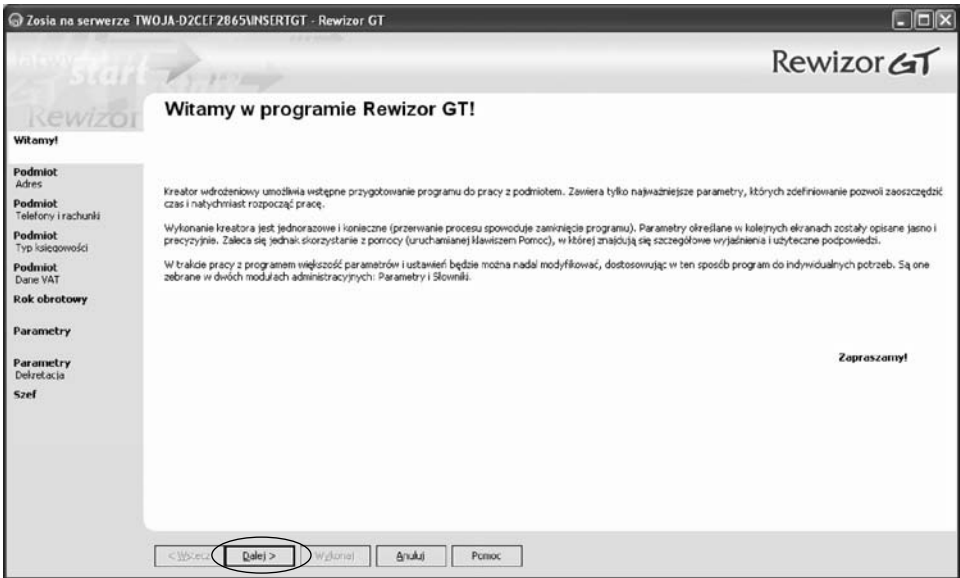 Zosia na serwerze TWOJA-D2CEF2865\INSERTGT - Rewizor GT
Rewizor GT
start
Rewizor
Witamy w programie Rewizor GT!
Witamy!
Podmiot
Adres
Podmiot
Telefony i rachunki
Podmiot
Typ księgowości
Podmiot
Dane VAT
Rok obrotowy
Parametry
Parametry
Dekretacja
Szef
Kreator wdrożeniowy umożliwia wstępne przygotowanie programu do pracy z podmiotem. Zawiera tylko najważniejsze parametry, których zdefiniowanie pozwoli zaoszczędzić
czas i natychmiast rozpocząć pracę.
Wykonanie kreatora jest jednorazowe i konieczne (przerwanie procesu spowoduje zamknięcie programu). Parametry określane w kolejnych ekranach zostały opisane jasno i
precyzyjnie. Zaleca się jednak skorzystanie z pomocy (uruchamianej klawiszem Pomoc), w której znajdują się szczegółowe wyjaśnienia i użyteczne podpowiedzi.
W trakcie pracy z programem większość parametrów i ustawień będzie można nadal modyfikować, dostosowując w ten sposób program do indywidualnych potrzeb. Są one
zebrane w dwóch modułach administracyjnych: Parametry i Słowniki.
Zapraszamy!
< Wstecz Dalej > Wykonaj Anuluj Pomoc